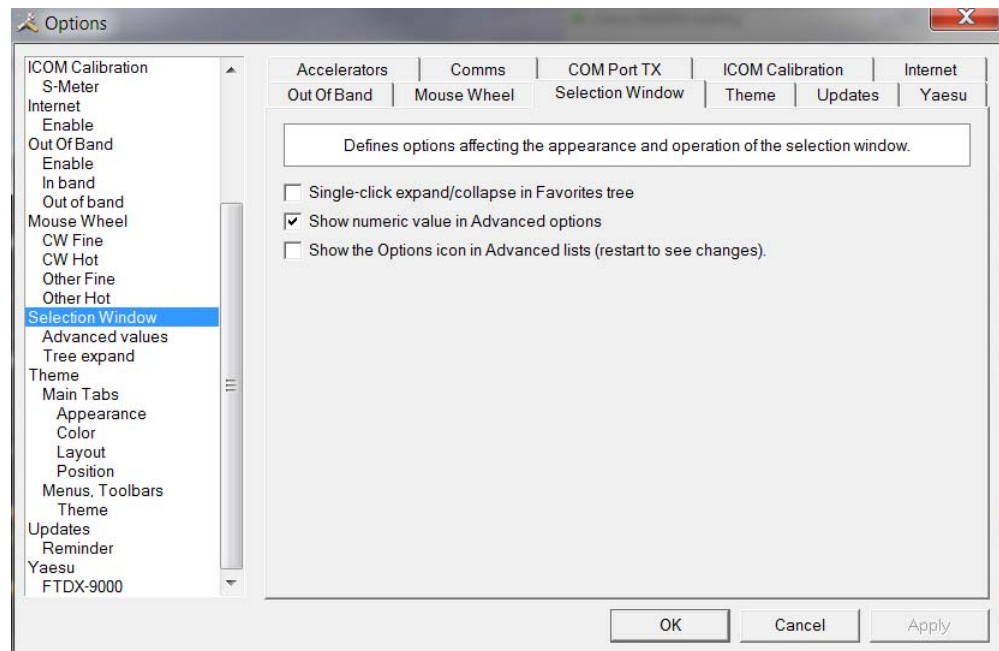 Options
ICOM Calibration
S-Meter
Internet
Enable
Out Of Band
Enable
In band
Out of band
Mouse Wheel
CW Fine
CW Hot
Other Fine
Other Hot
Selection Window
Advanced values
Tree expand
Theme
Main Tabs
Appearance
Color
Layout
Position
Menus, Toolbars
Theme
Updates
Reminder
Yaesu
FTDX-9000
Accelerators Comms COM Port TX ICOM Calibration Internet
Out Of Band Mouse Wheel Selection Window Theme Updates Yaesu
Defines options affecting the appearance and operation of the selection window.
Single-click expand/collapse in Favorites tree
Show numeric value in Advanced options
Show the Options icon in Advanced lists (restart to see changes).
OK Cancel Apply